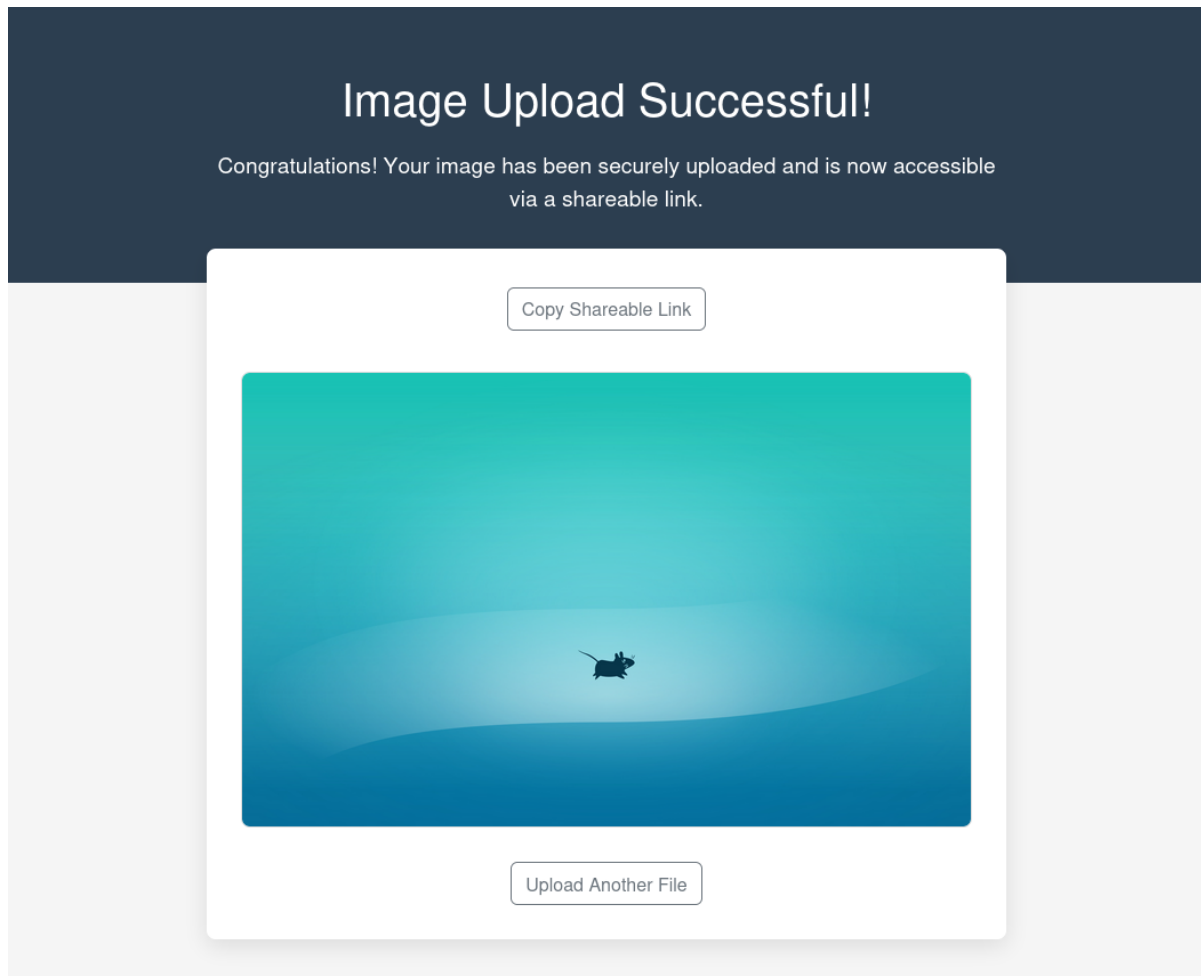 Image Upload Successful!
Congratulations! Your image has been securely uploaded and is now accessible
via a shareable link.
Copy Shareable Link
Upload Another File